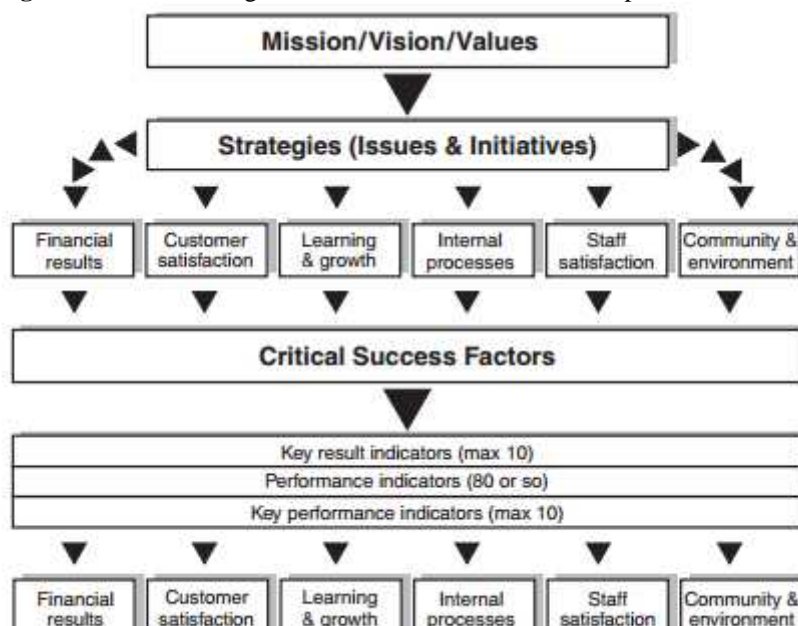 Mission/Vision/Values
Strategies (Issues & Initiatives)
Financial
results
Customer
satisfaction
Learning
& growth
Internal
processes
Staff
satisfaction
Community &
environment
Critical Success Factors
Key result indicators (max 10)
Performance indicators (80 or so)
Key performance indicators (max 10)
Financial
results
Customer
satisfaction
Learning
& growth
Internal
processes
Staff
satisfaction
Community &
environment